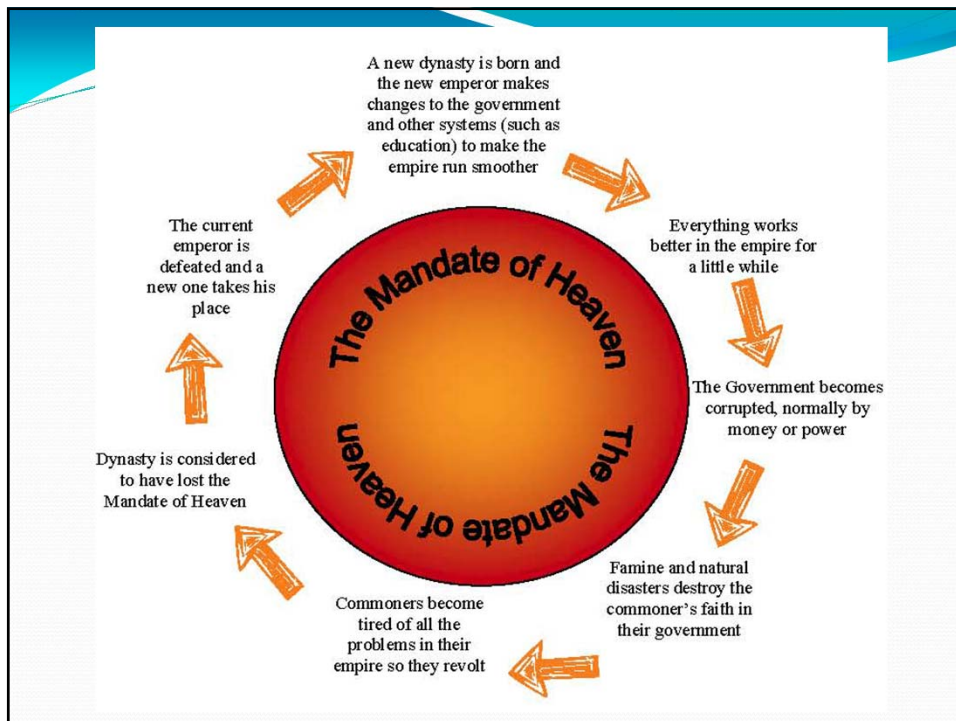 A new dynasty is born and
the new emperor makes
changes to the government
and other systems (such as
education) to make the
empire run smoother
Everything works
better in the empire for
a little while
The Government becomes
corrupted, normally by
money or power
Famine and natural
disasters destroy the
commoner's faith in
their government
Commoners become
tired of all the
problems in their
empire so they revolt
Dynasty is considered
to have lost the
Mandate of Heaven
The current
emperor is
defeated and a
new one takes his
place
The Mandate of Heaven
The Mandate of Heaven